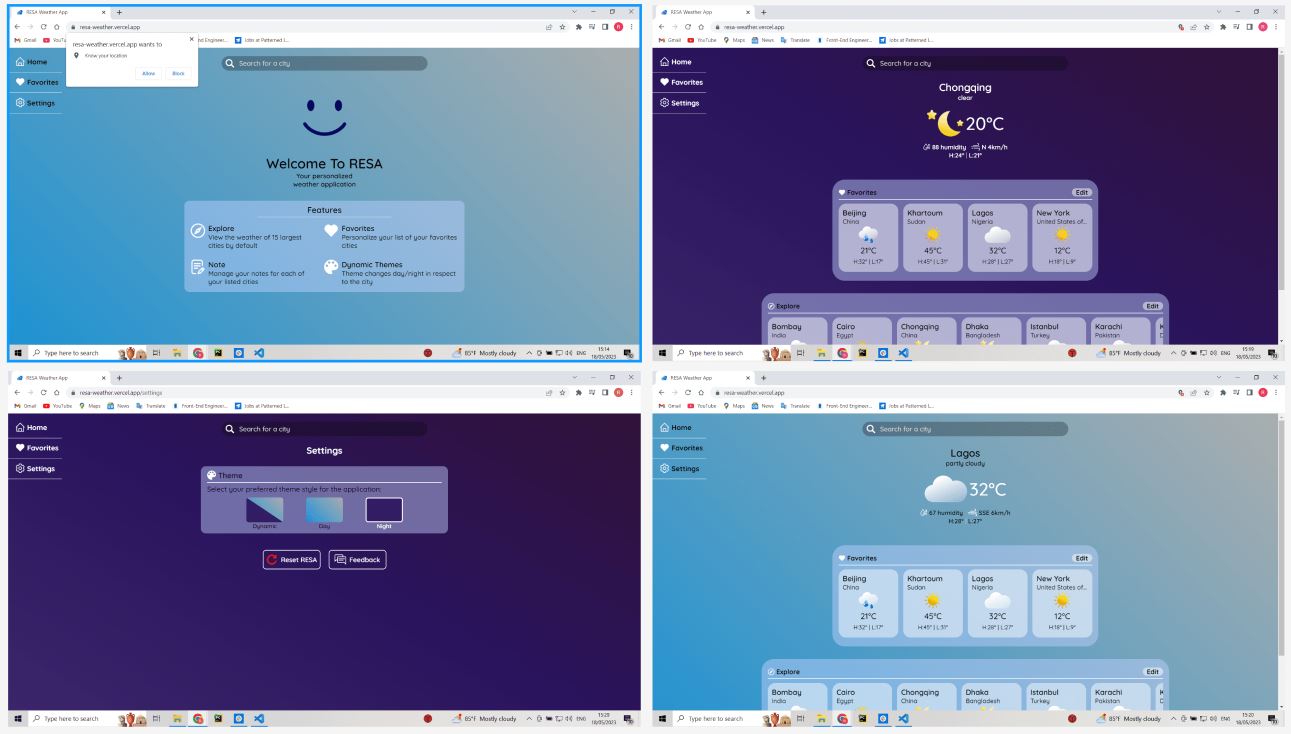 RESA Weather App
resa-weather.vercel.app
Gmail
YouTu
nd Engineer...
Jobs at Patterned L...
resa-weather.vercel.app wants to
Know your location
Allow
Block
Home
Favorites
Settings
Search for a city
Welcome To RESA
Your personalized
weather application
Features
Explore
View the weather of 15 largest
cities by default
Favorites
Personalize your list of your favorites
cities
Note
Manage your notes for each of
your listed cities
Dynamic Themes
Theme changes day/night in respect
to the city
Type here to search
85°F Mostly cloudy
ENG
15:14
18/05/2023
RESA Weather App
resa-weather.vercel.app
Gmail YouTube Maps News Translate Front-End Engineer... Jobs at Patterned L...
Home
Favorites
Settings
Search for a city
Chongqing
clear
20°C
88 humidity N 4km/h
H:24° | L:21°
Favorites
Edit
Beijing Khartoum Lagos New York
China Sudan Nigeria United States of...
21°C 45°C 32°C 12°C
H:32° | L:17° H:45° | L:31° H:28° | L:27° H:18° | L:9°
Explore
Edit
Bombay Cairo Chongqing Dhaka Istanbul Karachi K
India Egypt China Bangladesh Turkey Pakistan
Type here to search
85°F Mostly cloudy
ENG
15:19
18/05/2023
RESA Weather App
resa-weather.vercel.app/settings
Gmail YouTube Maps News Translate Front-End Engineer... Jobs at Patterned L...
Home
Favorites
Settings
Search for a city
Settings
Theme
Select your preferred theme style for the application:
Dynamic Day Night
Reset RESA
Feedback
Type here to search
85°F Mostly cloudy
ENG
15:20
18/05/2023
RESA Weather App
resa-weather.vercel.app
Gmail YouTube Maps News Translate Front-End Engineer... Jobs at Patterned L...
Home
Favorites
Settings
Search for a city
Lagos
partly cloudy
32°C
67 humidity SSE 6km/h
H:28° L:27°
Favorites
Edit
Beijing Khartoum Lagos New York
China Sudan Nigeria United States of...
21°C 45°C 32°C 12°C
H:32° | L:17° H:45° | L:31° H:28° | L:27° H:18° | L:9°
Explore
Edit
Bombay Cairo Chongqing Dhaka Istanbul Karachi K
India Egypt China Bangladesh Turkey Pakistan
Type here to search
85°F Mostly cloudy
ENG
15:20
18/05/2023